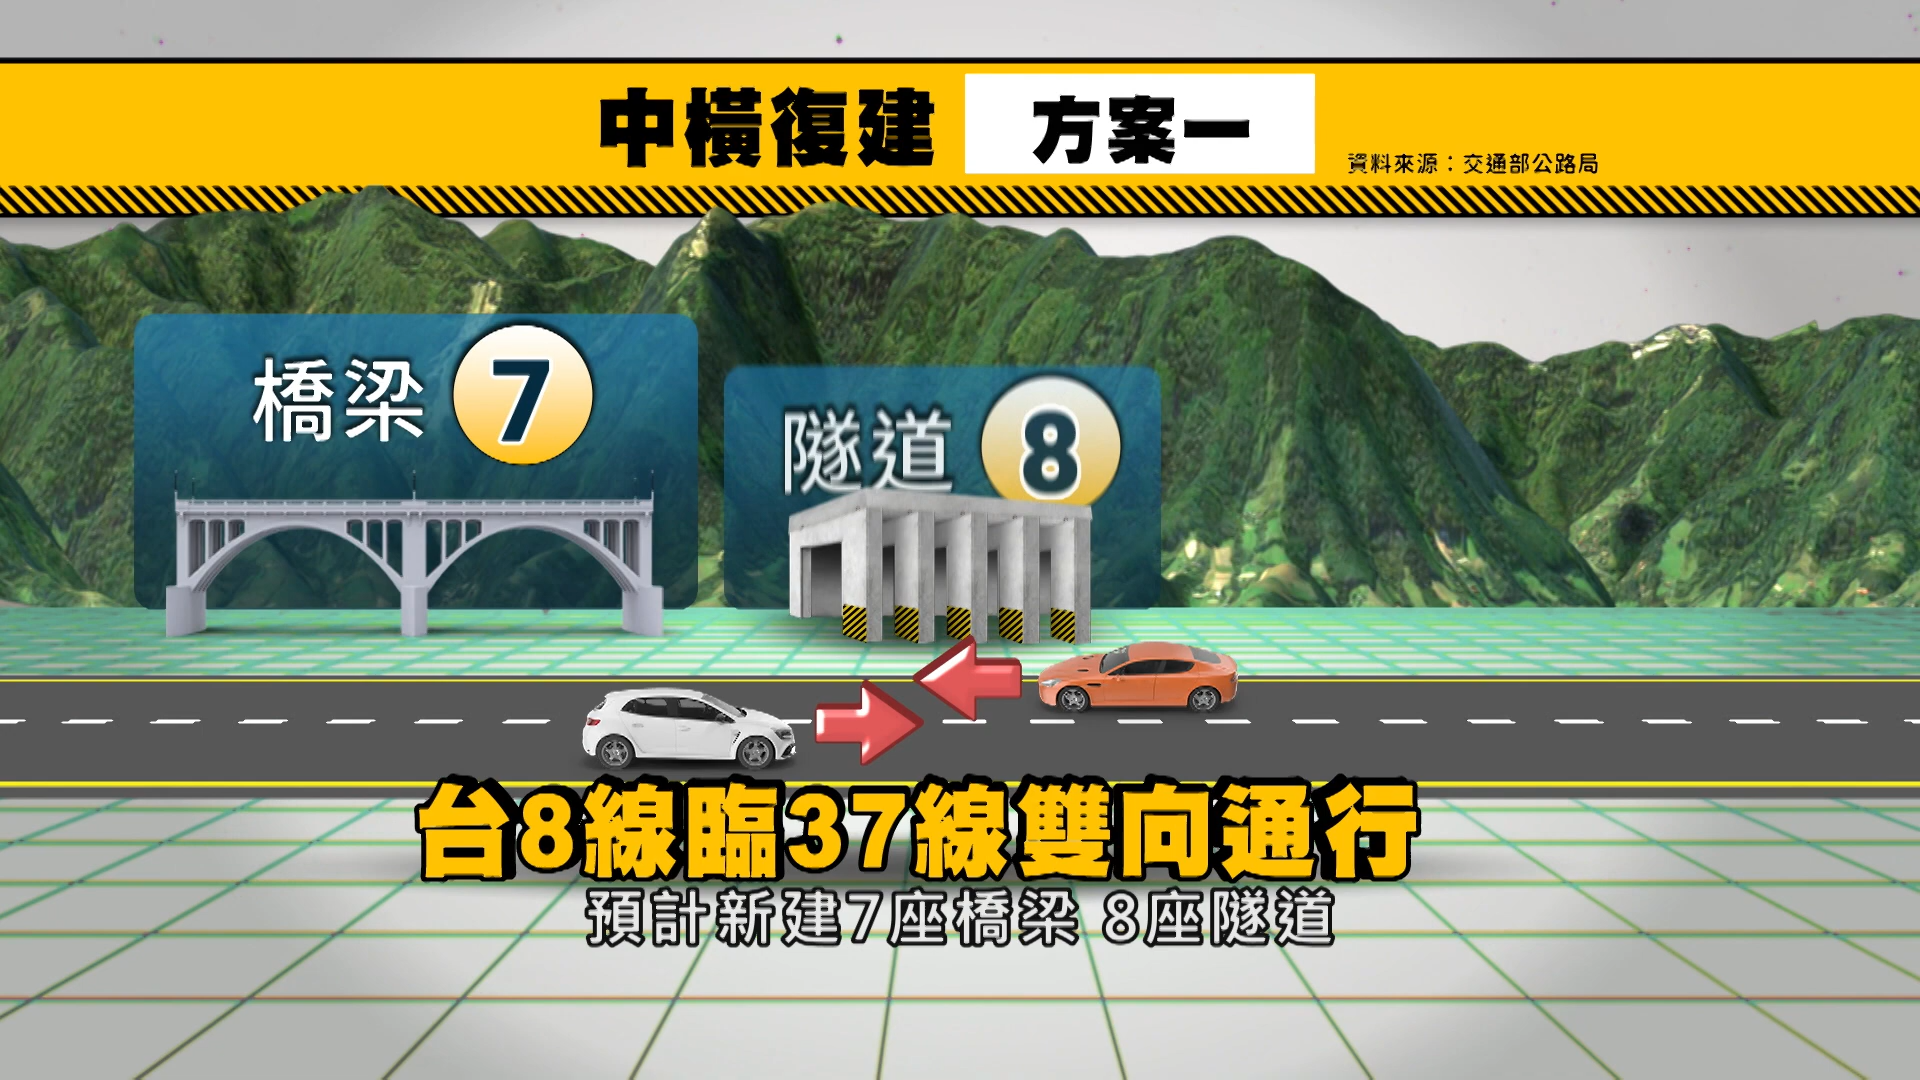 中橫復建 方案一
資料來源：交通部公路局
橋梁 7
隧道 8
台8線臨37線雙向通行
預計新建7座橋梁 8座隧道